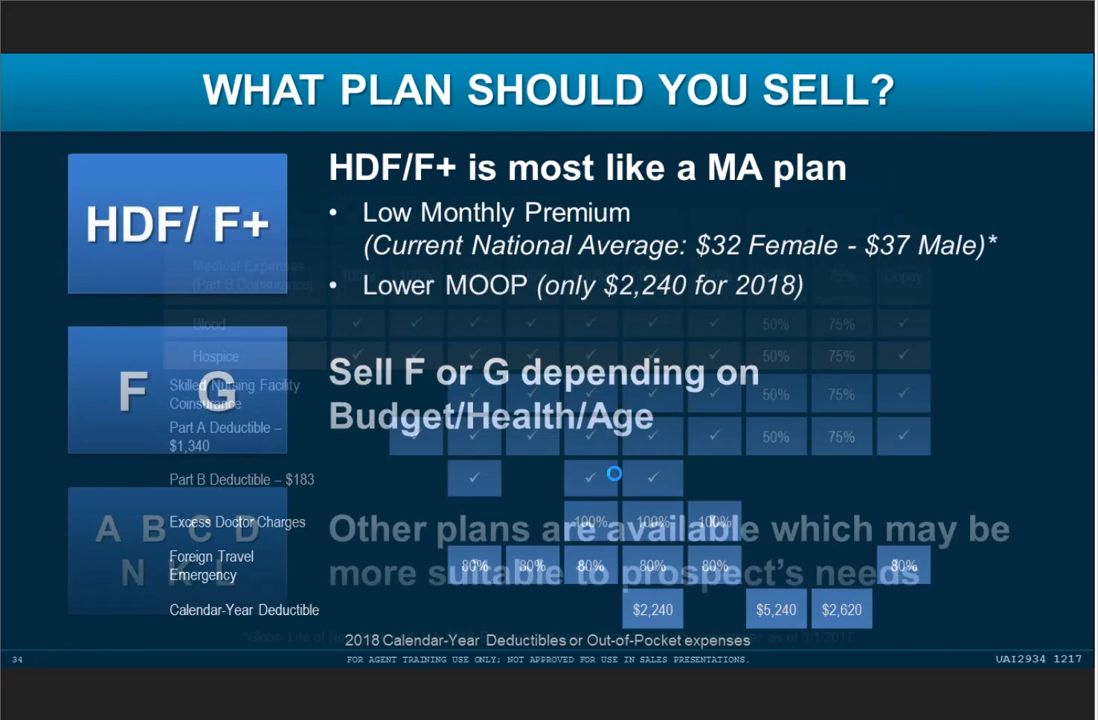 WHAT PLAN SHOULD YOU SELL?
HDF/ F+
HDF/F+ is most like a MA plan
• Low Monthly Premium
(Current National Average: $32 Female - $37 Male)*
• Lower MOOP (only $2,240 for 2018)
Medical Expenses
(Part B Coinsurance)
75%
Blood ✓ ✓ ✓ ✓ ✓ ✓ ✓ 50% 75% ✓
Hospice 50% 75% ✓
F G
Sell F or G depending on
Budget/Health/Age
Skilled Nursing Facility
Coinsurance
50% 75% ✓
Part A Deductible –
$1,340
✓ 50% 75% ✓
Part B Deductible – $183 ✓ ✓ ✓
A B C D
N K L
Other plans are available which may be
more suitable to prospect's needs
Excess Doctor Charges 100% 100% 100%
Foreign Travel
Emergency
80% 80% 80% 80% 80% 80%
Calendar-Year Deductible $2,240 $5,240 $2,620
2018 Calendar-Year Deductibles or Out-of-Pocket expenses
34
FOR AGENT TRAINING USE ONLY; NOT APPROVED FOR USE IN SALES PRESENTATIONS.
UAI2934 1217